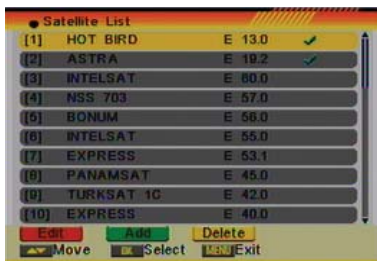 Satellite List
[1] HOT BIRD E 13.0
[2] ASTRA E 19.2
[3] INTELSAT E 60.0
[4] NSS 703 E 57.0
[5] BONUM E 56.0
[6] INTELSAT E 55.0
[7] EXPRESS E 53.1
[8] PANAMSAT E 45.0
[9] TURKSAT 1C E 42.0
[10] EXPRESS E 40.0
Edit Add Delete
Move OK Select MENU Exit